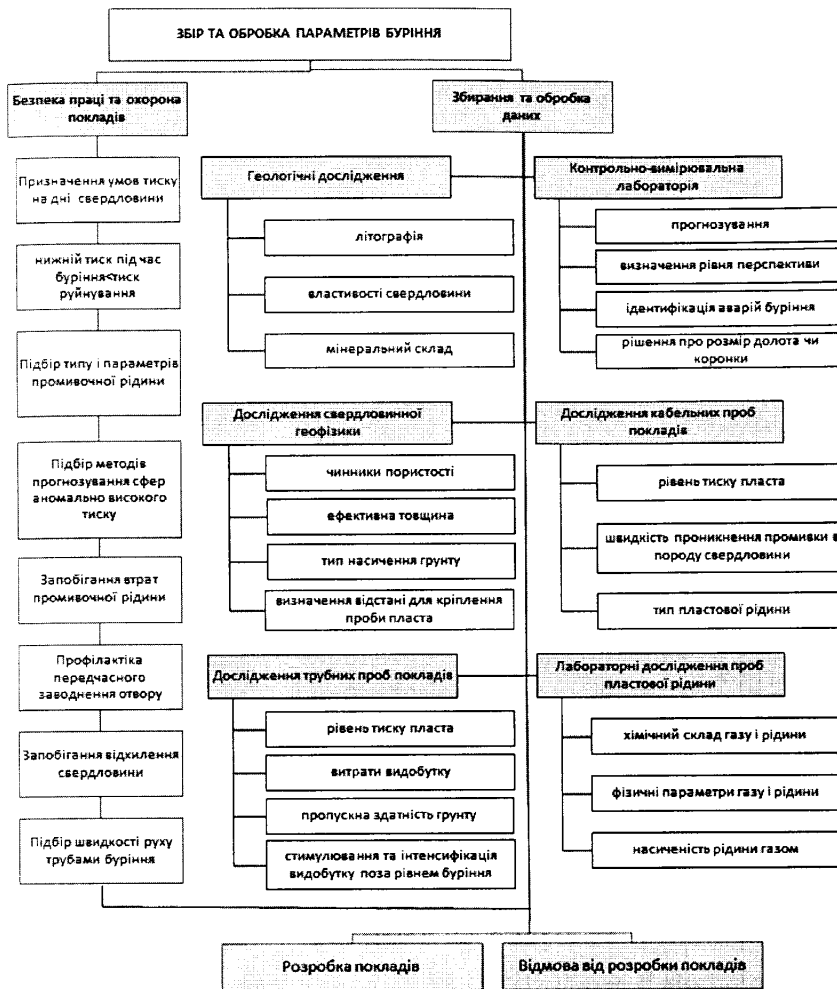 ЗБІР ТА ОБРОБКА ПАРАМЕТРІВ БУРІННЯ
Безпека праці та охорона
покладів
Призначення умов тиску
на дні свердловини
нижній тиск під час
буріння<тиск
руйнування
Підбір типу і параметрів
промивочної рідини
Підбір методів
прогнозування сфер
аномально високого
тиску
Запобігання втрат
промивочної рідини
Профілактіка
передчасного
заводнення отвору
Запобігання відхилення
свердловини
Підбір швидкості руху
трубами буріння
Збирання та обробка
даних
Геологічні дослідження
літографія
властивості свердловини
мінеральний склад
Контрольно-вимірювальна
лабораторія
прогнозування
визначення рівня перспективи
ідентифікація аварій буріння
рішення про розмір долота чи
коронки
Дослідження свердловинної
геофізики
чинники пористості
ефективна товщина
тип насичення грунту
визначення відстані для кріплення
проби пласта
Дослідження кабельних проб
покладів
рівень тиску пласта
швидкість проникнення промивки в
породу свердловини
тип пластової рідини
Дослідження трубних проб покладів
рівень тиску пласта
витрати видобутку
пропускна здатність грунту
стимулювання та інтенсифікація
видобутку поза рівнем буріння
Лабораторні дослідження проб
пластової рідини
хімічний склад газу і рідини
фізичні параметри газу і рідини
насиченість рідини газом
Розробка покладів
Відмова від розробки покладів